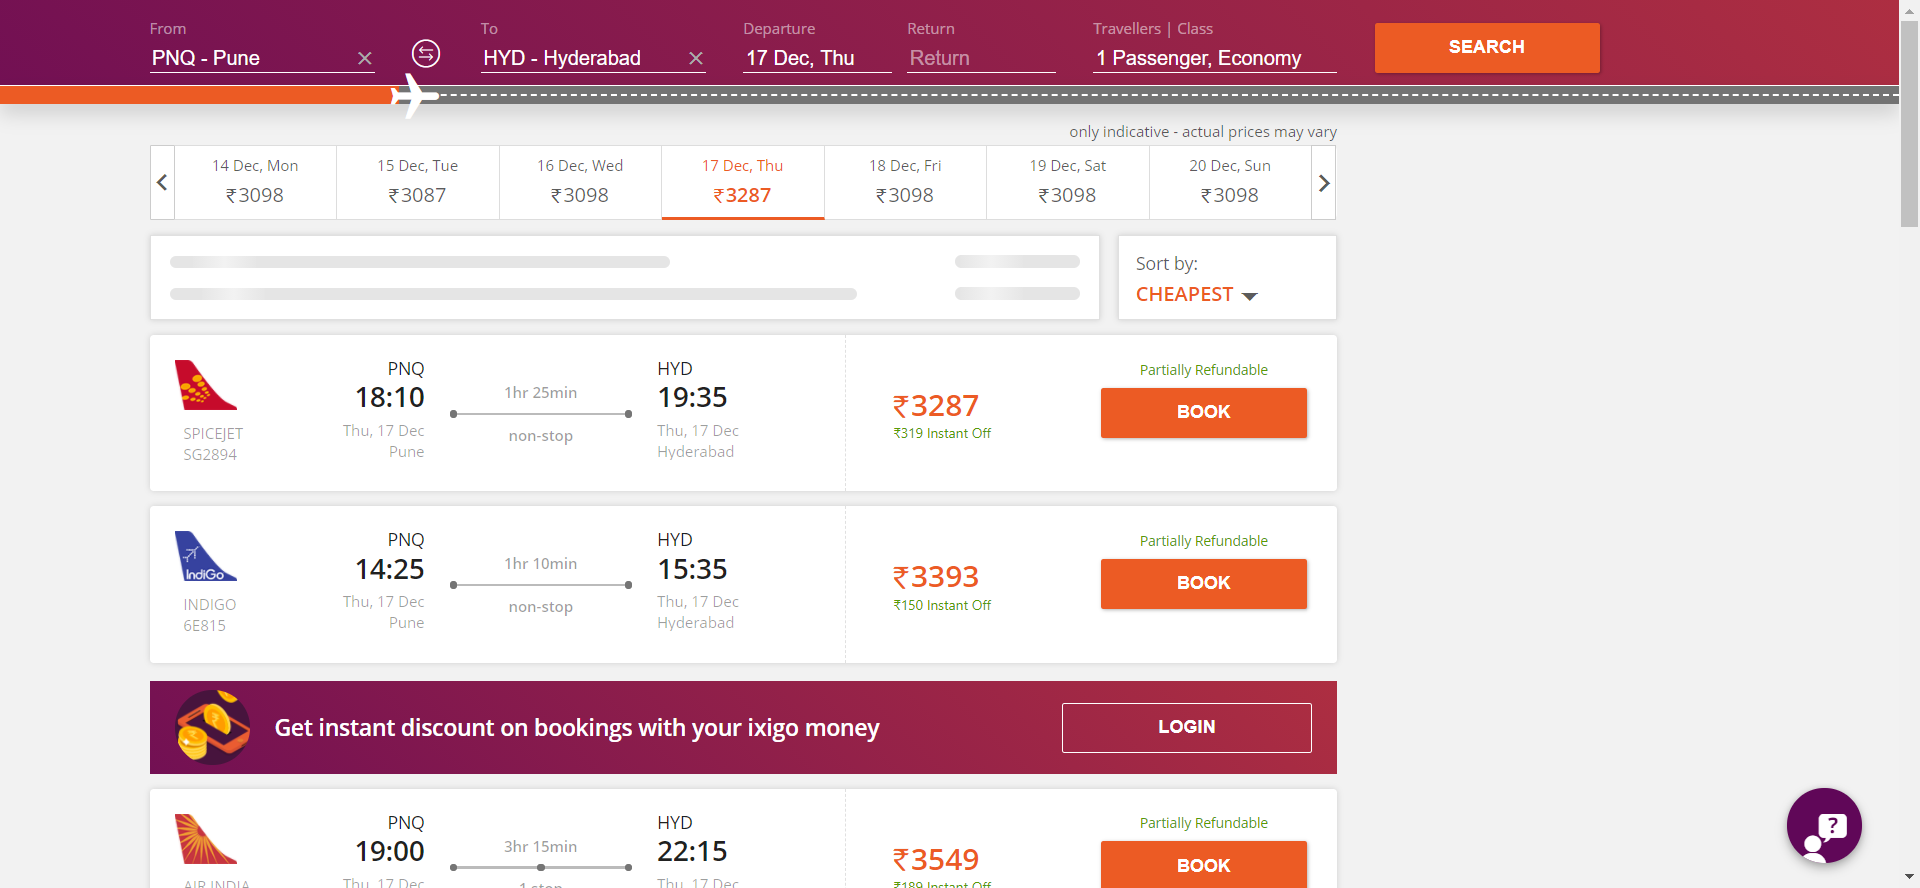 From
PNQ - Pune
To
HYD - Hyderabad
Departure
17 Dec, Thu
Return
Return
Travellers | Class
1 Passenger, Economy
SEARCH
only indicative - actual prices may vary
14 Dec, Mon
₹3098
15 Dec, Tue
₹3087
16 Dec, Wed
₹3098
17 Dec, Thu
₹3287
18 Dec, Fri
₹3098
19 Dec, Sat
₹3098
20 Dec, Sun
₹3098
Sort by:
CHEAPEST
SPICEJET
SG2894
PNQ
18:10
Thu, 17 Dec
Pune
1hr 25min
non-stop
HYD
19:35
Thu, 17 Dec
Hyderabad
₹3287
₹319 Instant Off
Partially Refundable
BOOK
IndiGo
INDIGO
6E815
PNQ
14:25
Thu, 17 Dec
Pune
1hr 10min
non-stop
HYD
15:35
Thu, 17 Dec
Hyderabad
₹3393
₹150 Instant Off
Partially Refundable
BOOK
Get instant discount on bookings with your ixigo money
LOGIN
AIR INDIA
PNQ
19:00
Thu, 17 Dec
3hr 15min
1 stop
HYD
22:15
Thu, 17 Dec
₹3549
₹189 Instant Off
Partially Refundable
BOOK
?